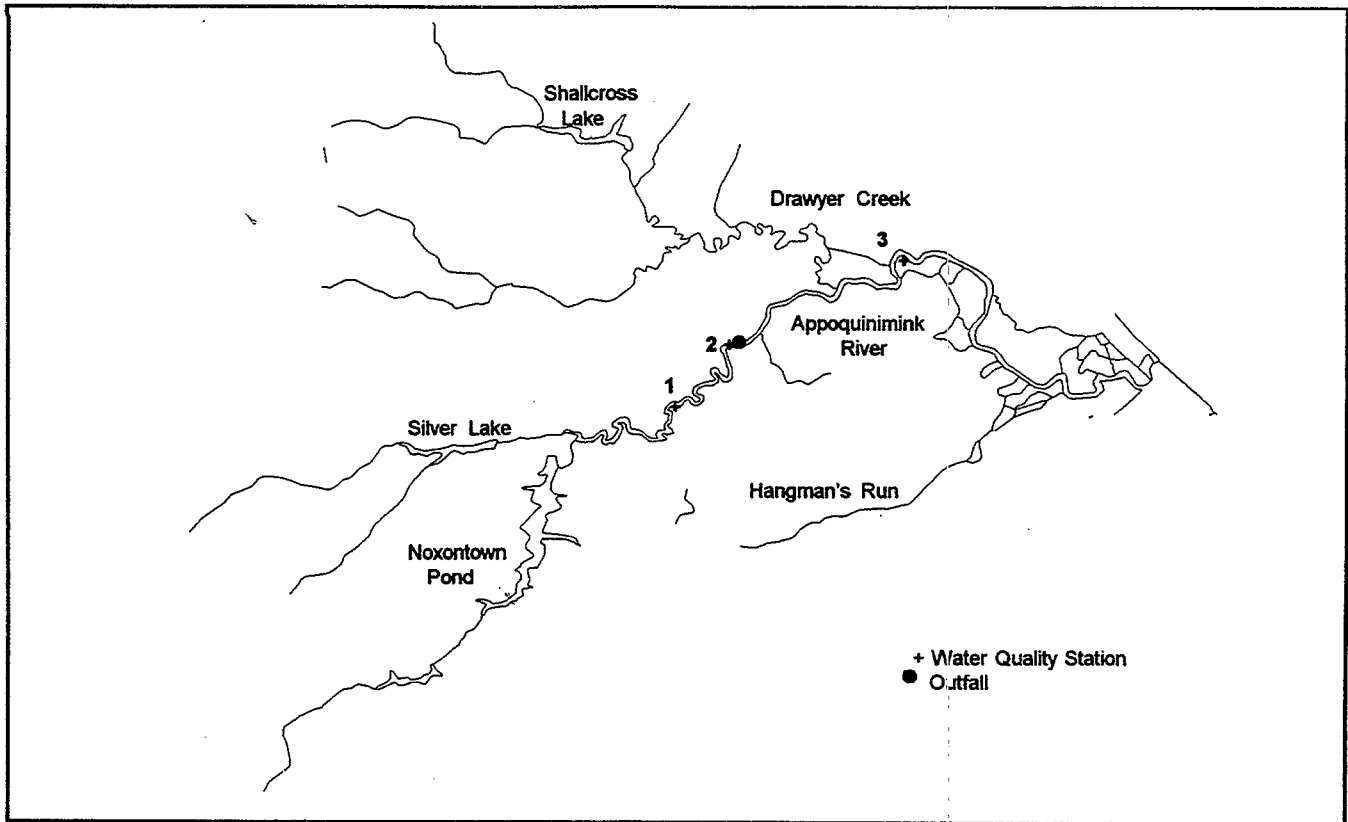 Shallcross
Lake
Drawyer Creek
3
Appoquinimink
River
2
1
Silver Lake
Hangman's Run
Noxontown
Pond
+ Water Quality Station
Outfall